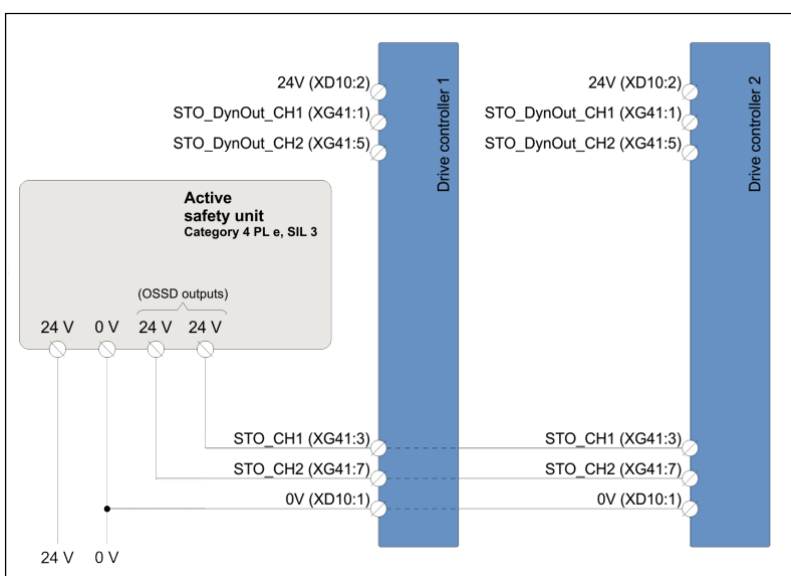 24V (XD10:2)
STO_DynOut_CH1 (XG41:1)
STO_DynOut_CH2 (XG41:5)
Drive controller 1
24V (XD10:2)
STO_DynOut_CH1 (XG41:1)
STO_DynOut_CH2 (XG41:5)
Drive controller 2
Active
safety unit
Category 4 PL e, SIL 3
(OSSD outputs)
24 V 0 V 24 V 24 V
STO_CH1 (XG41:3)
STO_CH2 (XG41:7)
0V (XD10:1)
STO_CH1 (XG41:3)
STO_CH2 (XG41:7)
0V (XD10:1)
24 V 0 V